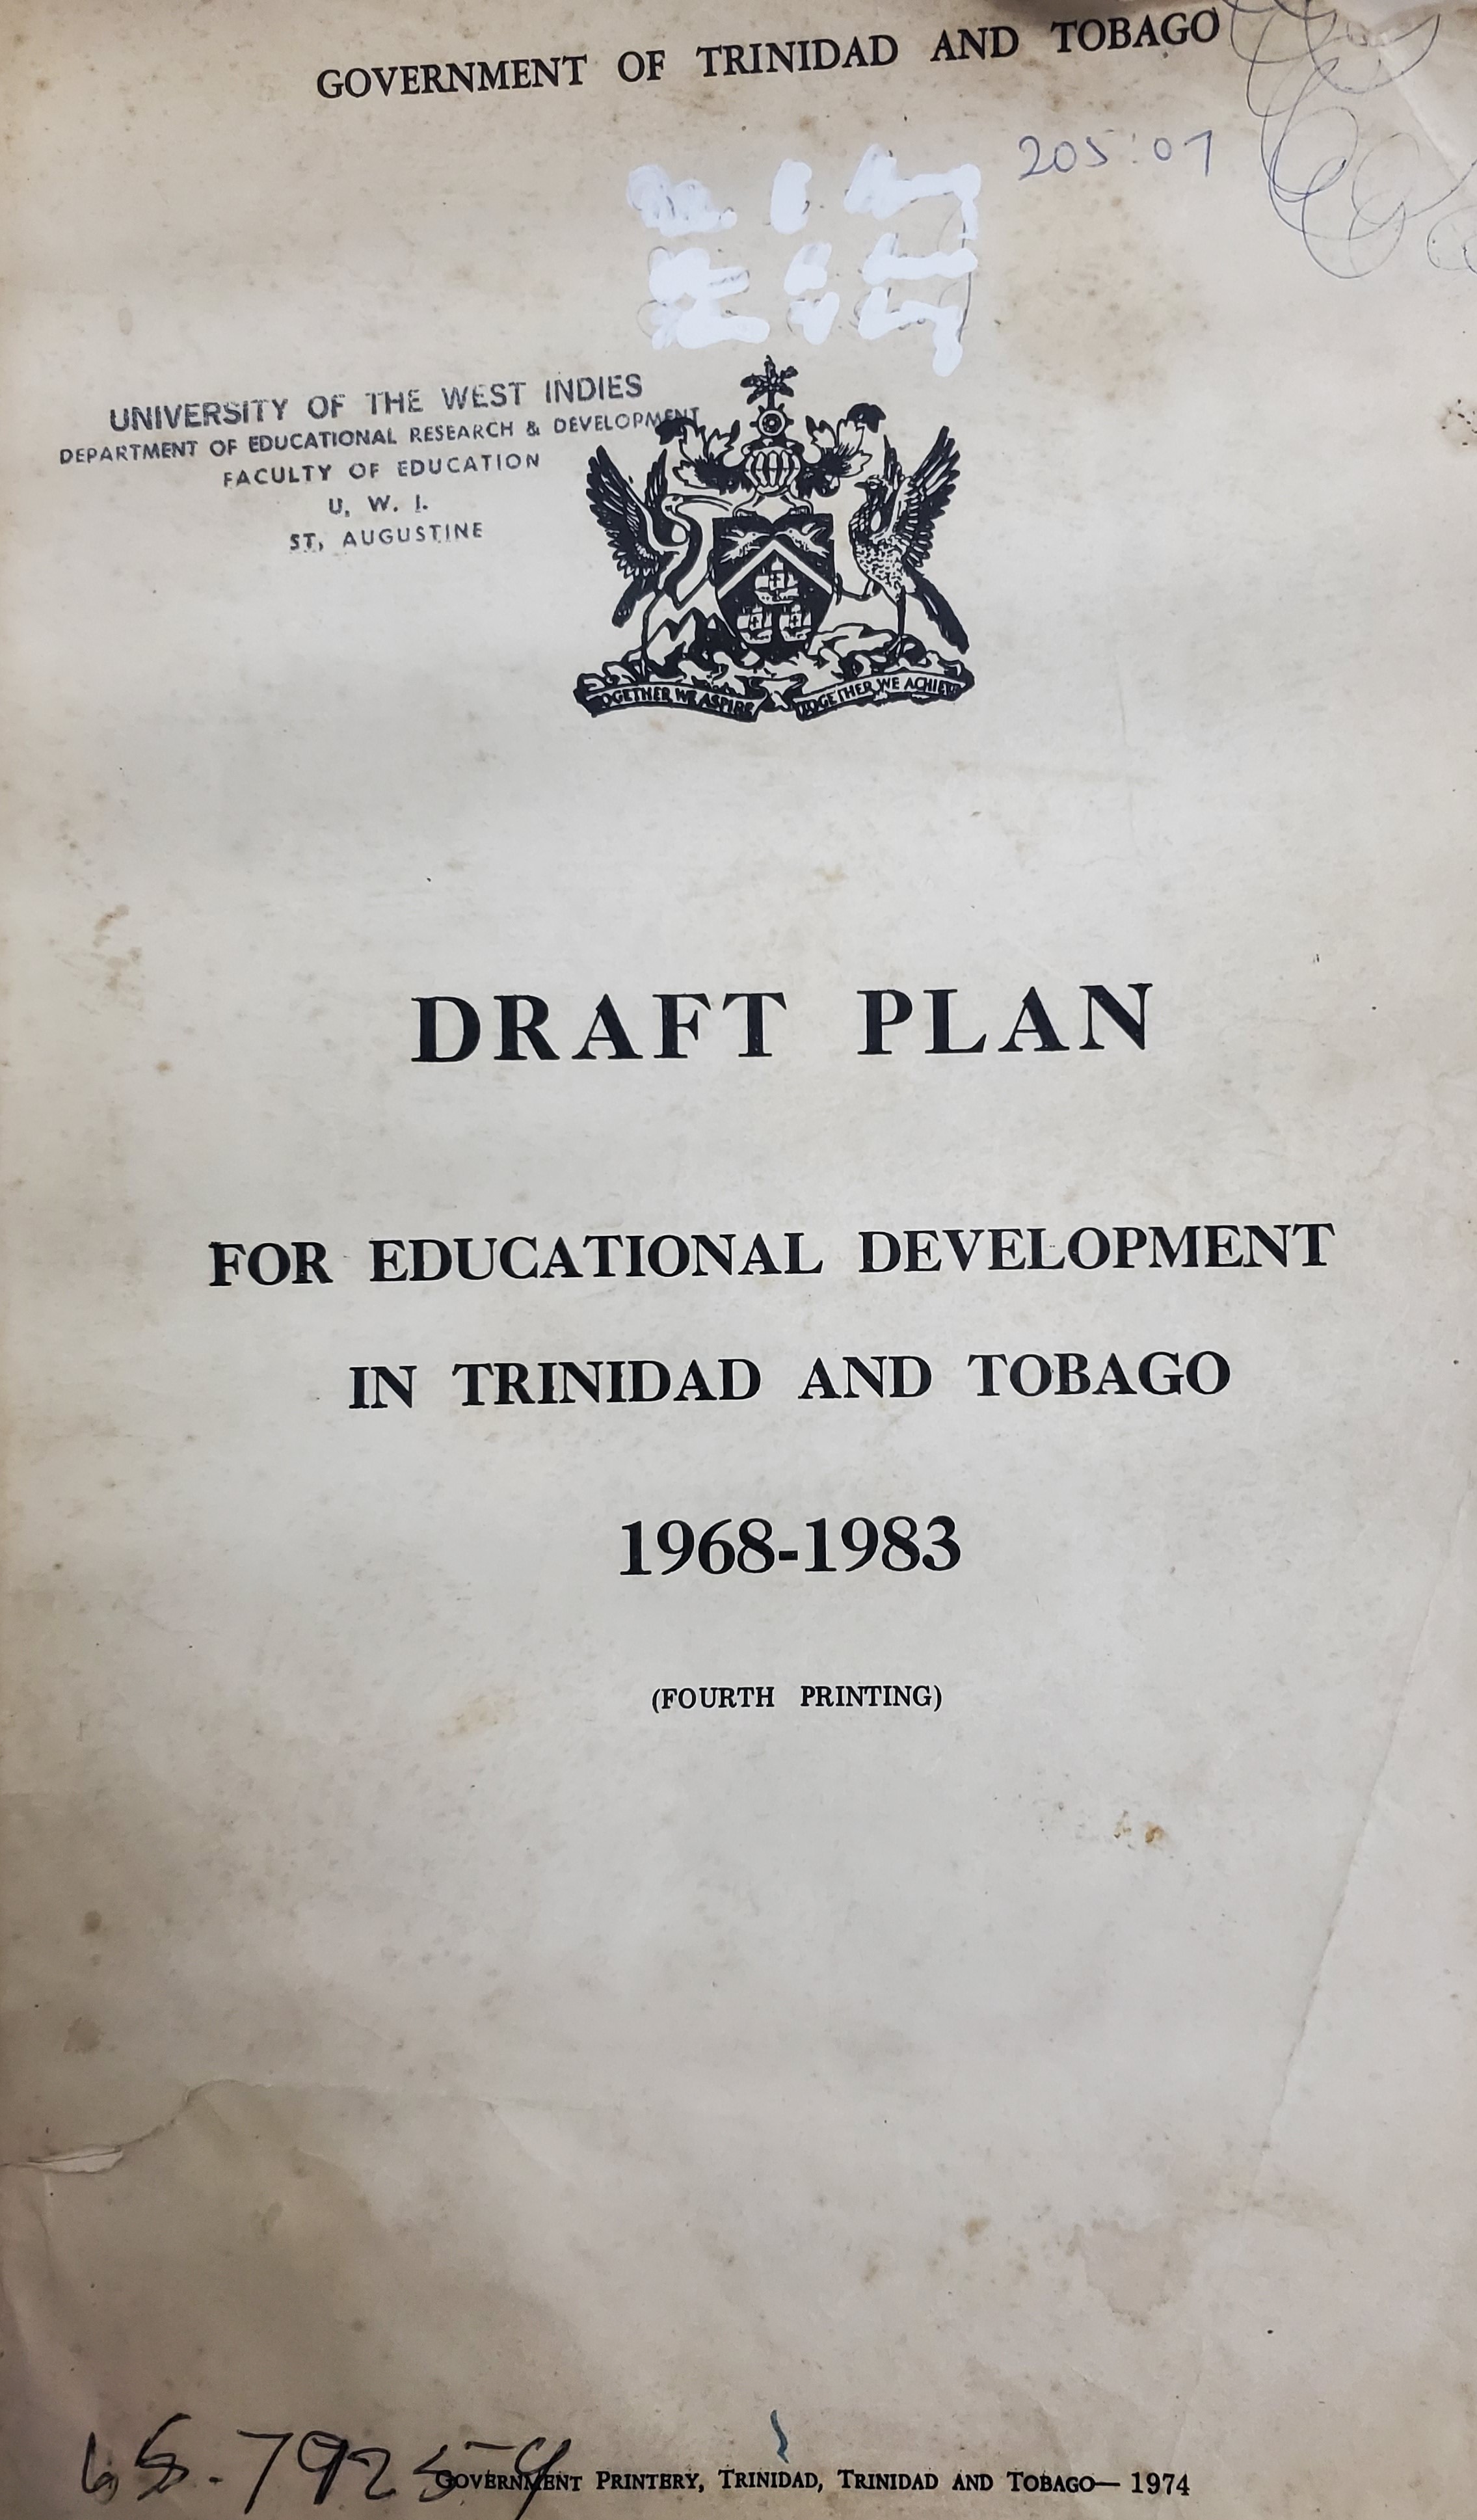 GOVERNMENT OF TRINIDAD AND TOBAGO
205:01
UNIVERSITY OF THE WEST INDIES
DEPARTMENT OF EDUCATIONAL RESEARCH & DEVELOPMENT
FACULTY OF EDUCATION
U. W. I.
ST, AUGUSTINE
TOGETHER WE ASPIRE TOGETHER WE ACHIEVE
DRAFT PLAN
FOR EDUCATIONAL DEVELOPMENT
IN TRINIDAD AND TOBAGO
1968-1983
(FOURTH PRINTING)
GOVERNMENT PRINTERY, TRINIDAD, TRINIDAD AND TOBAGO— 1974